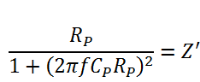 R_P / (1 + (2πfC_PR_P)²) = Z′